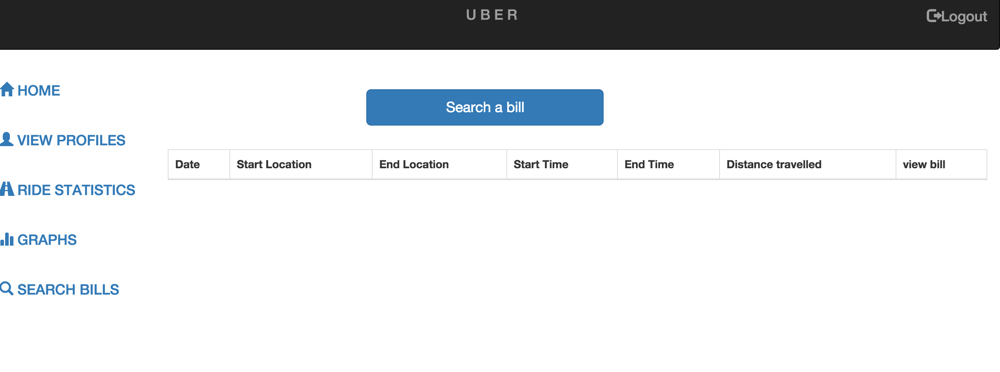 UBER
Logout
HOME
VIEW PROFILES
RIDE STATISTICS
GRAPHS
SEARCH BILLS
Search a bill
Date Start Location End Location Start Time End Time Distance travelled view bill